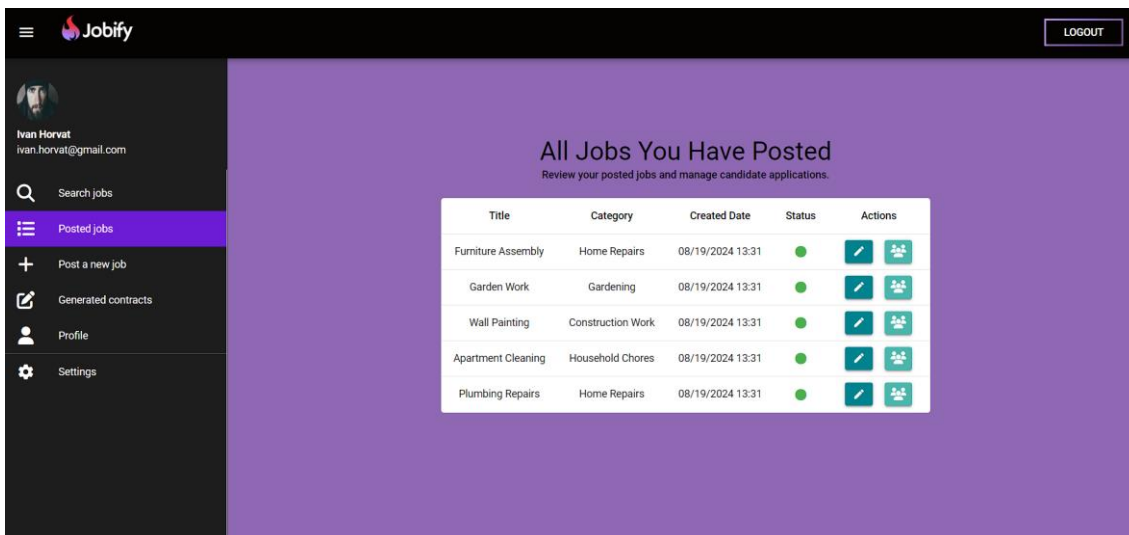 Jobify
LOGOUT
Ivan Horvat
ivan.horvat@gmail.com
Search jobs
Posted jobs
Post a new job
Generated contracts
Profile
Settings
All Jobs You Have Posted
Review your posted jobs and manage candidate applications.
Title Category Created Date Status Actions
Furniture Assembly Home Repairs 08/19/2024 13:31
Garden Work Gardening 08/19/2024 13:31
Wall Painting Construction Work 08/19/2024 13:31
Apartment Cleaning Household Chores 08/19/2024 13:31
Plumbing Repairs Home Repairs 08/19/2024 13:31